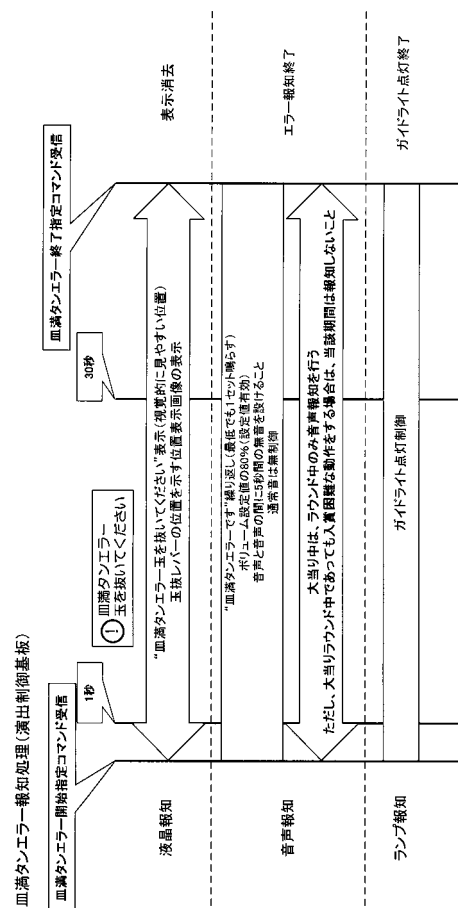 皿満タンエラー報知処理(演出制御基板)
皿満タンエラー開始指定コマンド受信
1秒
30秒
皿満タンエラー終了指定コマンド受信
! 皿満タンエラー
玉を抜いてください
液晶報知
“皿満タンエラー玉を抜いてください”表示(視覚的に見やすい位置)
玉抜レバーの位置を示す位置表示画像の表示
表示消去
音声報知
“皿満タンエラーです”繰り返し(最低でも1セット鳴らす)
ボリューム設定値の80%(設定値有効)
音声と音声の間に5秒間の無音を設けること
通常音は無制御
エラー報知終了
大当り中は、ラウンド中のみ音声報知を行う
ただし、大当りラウンド中であっても入賞困難な動作をする場合は、当該期間は報知しないこと
ランプ報知
ガイドライト点灯制御
ガイドライト点灯終了